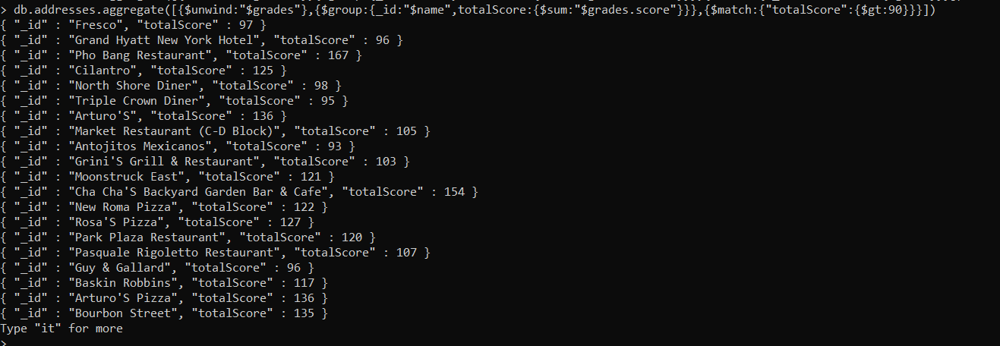 > db.addresses.aggregate([{$unwind:"$grades"},{$group:{_id:"$name",totalScore:{$sum:"$grades.score"}}},{$match:{"totalScore":{$gt:90}}}])
{ "_id" : "Fresco", "totalScore" : 97 }
{ "_id" : "Grand Hyatt New York Hotel", "totalScore" : 96 }
{ "_id" : "Pho Bang Restaurant", "totalScore" : 167 }
{ "_id" : "Cilantro", "totalScore" : 125 }
{ "_id" : "North Shore Diner", "totalScore" : 98 }
{ "_id" : "Triple Crown Diner", "totalScore" : 95 }
{ "_id" : "Arturo'S", "totalScore" : 136 }
{ "_id" : "Market Restaurant (C-D Block)", "totalScore" : 105 }
{ "_id" : "Antojitos Mexicanos", "totalScore" : 93 }
{ "_id" : "Grini'S Grill & Restaurant", "totalScore" : 103 }
{ "_id" : "Moonstruck East", "totalScore" : 121 }
{ "_id" : "Cha Cha'S Backyard Garden Bar & Cafe", "totalScore" : 154 }
{ "_id" : "New Roma Pizza", "totalScore" : 122 }
{ "_id" : "Rosa'S Pizza", "totalScore" : 127 }
{ "_id" : "Park Plaza Restaurant", "totalScore" : 120 }
{ "_id" : "Pasquale Rigoletto Restaurant", "totalScore" : 107 }
{ "_id" : "Guy & Gallard", "totalScore" : 96 }
{ "_id" : "Baskin Robbins", "totalScore" : 117 }
{ "_id" : "Arturo'S Pizza", "totalScore" : 136 }
{ "_id" : "Bourbon Street", "totalScore" : 135 }
Type "it" for more
>